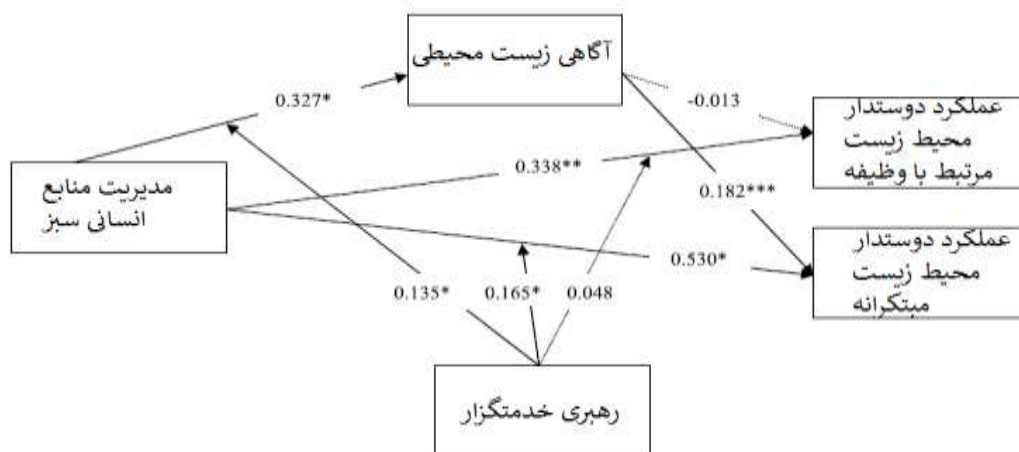 آگاهی زیست محیطی
0.327*
-0.013
عملکرد دوستدار
محیط زیست
مرتبط با وظیفه
0.338**
مدیریت منابع
انسانی سبز
0.182***
عملکرد دوستدار
محیط زیست
مبتکرانه
0.530*
0.135*
0.165*
0.048
رهبری خدمتگزار